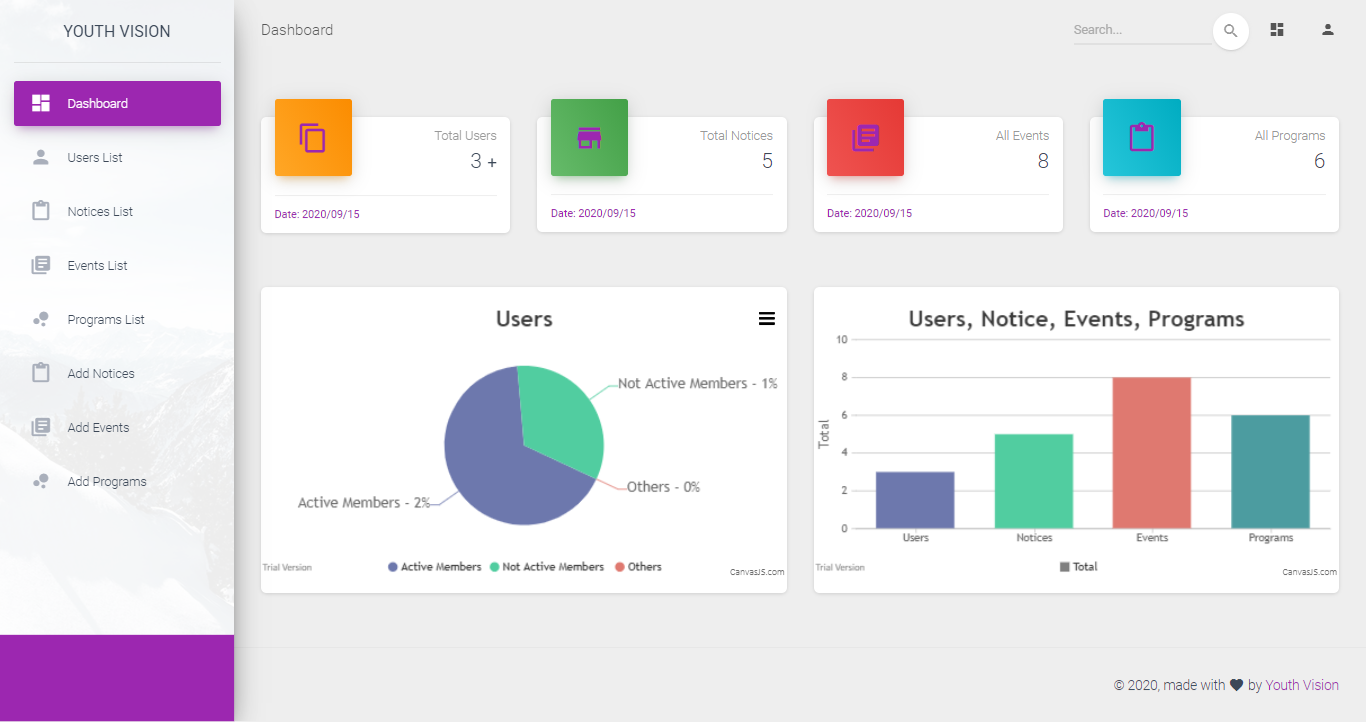 YOUTH VISION
Dashboard
Users List
Notices List
Events List
Programs List
Add Notices
Add Events
Add Programs
Dashboard
Search...
Total Users
3 +
Date: 2020/09/15
Total Notices
5
Date: 2020/09/15
All Events
8
Date: 2020/09/15
All Programs
6
Date: 2020/09/15
Users
Not Active Members - 1%
Others - 0%
Active Members - 2%
Active Members Not Active Members Others
Trial Version
CanvasJS.com
Users, Notice, Events, Programs
Total
10
8
6
4
2
0
Users Notices Events Programs
Total
Trial Version
CanvasJS.com
© 2020, made with by Youth Vision